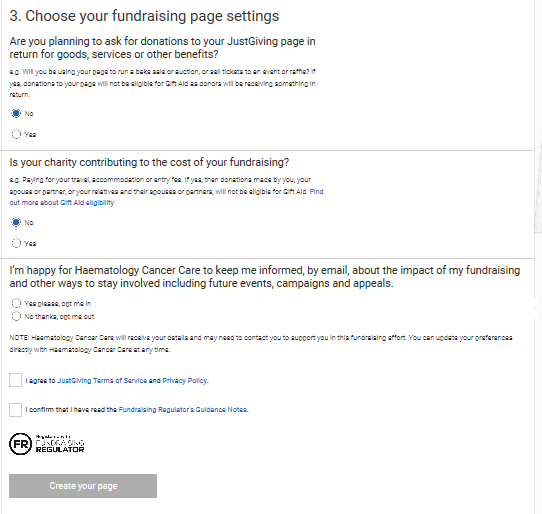 3. Choose your fundraising page settings
Are you planning to ask for donations to your JustGiving page in
return for goods, services or other benefits?
e.g. Will you be using your page to run a bake sale or auction, or sell tickets to an event or raffle? If
yes, donations to your page will not be eligible for Gift Aid as donors will be receiving something in
return.
No
Yes
Is your charity contributing to the cost of your fundraising?
e.g. Paying for your travel, accommodation or entry fee. If yes, then donations made by you, your
spouse or partner, or your relatives and their spouses or partners, will not be eligible for Gift Aid. Find
out more about Gift Aid eligibility
No
Yes
I'm happy for Haematology Cancer Care to keep me informed, by email, about the impact of my fundraising
and other ways to stay involved including future events, campaigns and appeals.
Yes please, opt me in
No thanks, opt me out
NOTE: Haematology Cancer Care will receive your details and may need to contact you to support you in this fundraising effort. You can update your preferences
directly with Haematology Cancer Care at any time.
I agree to JustGiving Terms of Service and Privacy Policy.
I confirm that I have read the Fundraising Regulator's Guidance Notes.
FR
Registered with
FUNDRAISING
REGULATOR
Create your page